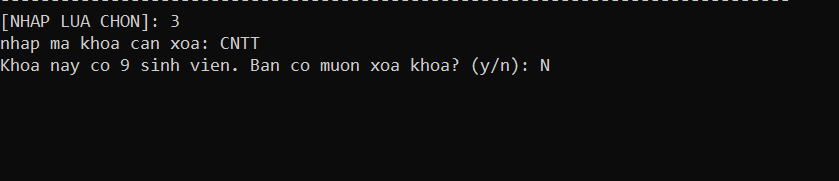 --------------------------------------------------------------------------------
[NHAP LUA CHON]: 3
nhap ma khoa can xoa: CNTT
Khoa nay co 9 sinh vien. Ban co muon xoa khoa? (y/n): N